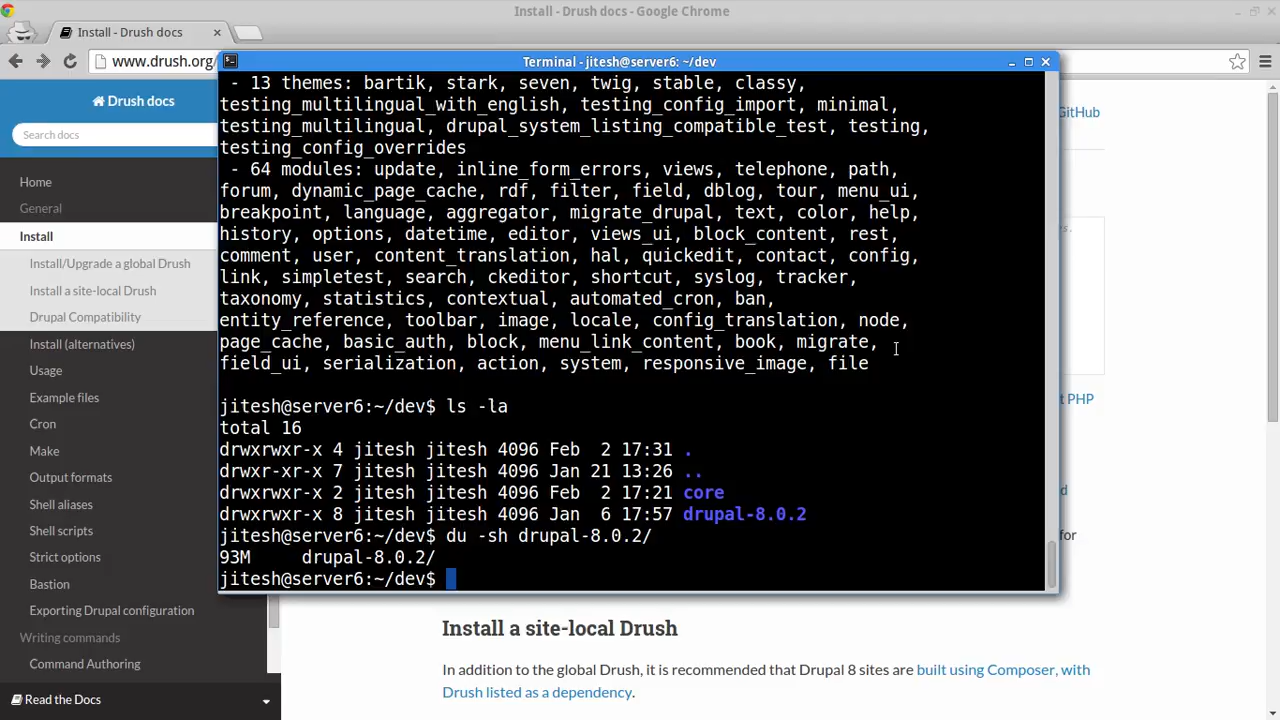 Install - Drush docs - Google Chrome
Install - Drush docs
www.drush.org/
Terminal - jitesh@server6: ~/dev
Drush docs
Search docs
Home
General
Install
Install/Upgrade a global Drush
Install a site-local Drush
Drupal Compatibility
Install (alternatives)
Usage
Example files
Cron
Make
Output formats
Shell aliases
Shell scripts
Strict options
Bastion
Exporting Drupal configuration
Writing commands
Command Authoring
Read the Docs
- 13 themes: bartik, stark, seven, twig, stable, classy,
testing_multilingual_with_english, testing_config_import, minimal,
testing_multilingual, drupal_system_listing_compatible_test, testing,
testing_config_overrides
- 64 modules: update, inline_form_errors, views, telephone, path,
forum, dynamic_page_cache, rdf, filter, field, dblog, tour, menu_ui,
breakpoint, language, aggregator, migrate_drupal, text, color, help,
history, options, datetime, editor, views_ui, block_content, rest,
comment, user, content_translation, hal, quickedit, contact, config,
link, simpletest, search, ckeditor, shortcut, syslog, tracker,
taxonomy, statistics, contextual, automated_cron, ban,
entity_reference, toolbar, image, locale, config_translation, node,
page_cache, basic_auth, block, menu_link_content, book, migrate,
field_ui, serialization, action, system, responsive_image, file
jitesh@server6:~/dev$ ls -la
total 16
drwxrwxr-x 4 jitesh jitesh 4096 Feb  2 17:31 .
drwxr-xr-x 7 jitesh jitesh 4096 Jan 21 13:26 ..
drwxrwxr-x 2 jitesh jitesh 4096 Feb  2 17:21 core
drwxrwxr-x 8 jitesh jitesh 4096 Jan  6 17:57 drupal-8.0.2
jitesh@server6:~/dev$ du -sh drupal-8.0.2/
93M     drupal-8.0.2/
jitesh@server6:~/dev$
GitHub
PHP
for
Install a site-local Drush
In addition to the global Drush, it is recommended that Drupal 8 sites are built using Composer, with
Drush listed as a dependency.